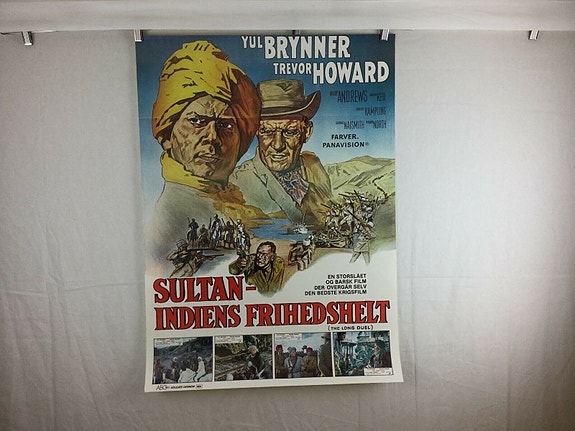 YUL BRYNNER
TREVOR HOWARD
ANDREWS
RAMPLING
NAISMITH NORTH
FARVER.
PANAVISION®
EN STORSLÅET
OG BARSK FILM
DER OVERGÅR SELV
DEN BEDSTE KRIGSFILM
SULTAN-
INDIENS FRIHEDSHELT
(THE LONG DUEL)